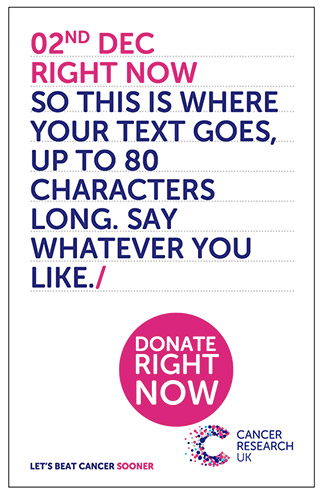 02ND DEC
RIGHT NOW
SO THIS IS WHERE
YOUR TEXT GOES,
UP TO 80
CHARACTERS
LONG. SAY
WHATEVER YOU
LIKE./
DONATE
RIGHT
NOW
CANCER
RESEARCH
UK
LET'S BEAT CANCER SOONER